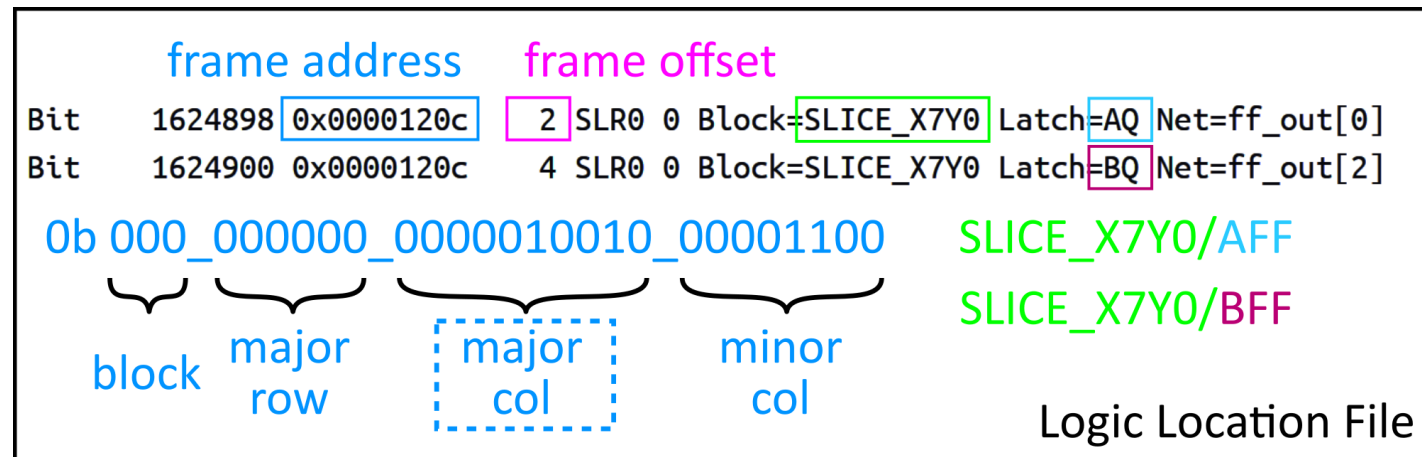 frame address frame offset
Bit 1624898 0x0000120c 2 SLR0 0 Block=SLICE_X7Y0 Latch=AQ Net=ff_out[0]
Bit 1624900 0x0000120c 4 SLR0 0 Block=SLICE_X7Y0 Latch=BQ Net=ff_out[2]
0b 000_000000_0000010010_00001100 SLICE_X7Y0/AFF
SLICE_X7Y0/BFF
block major row major col minor col
Logic Location File